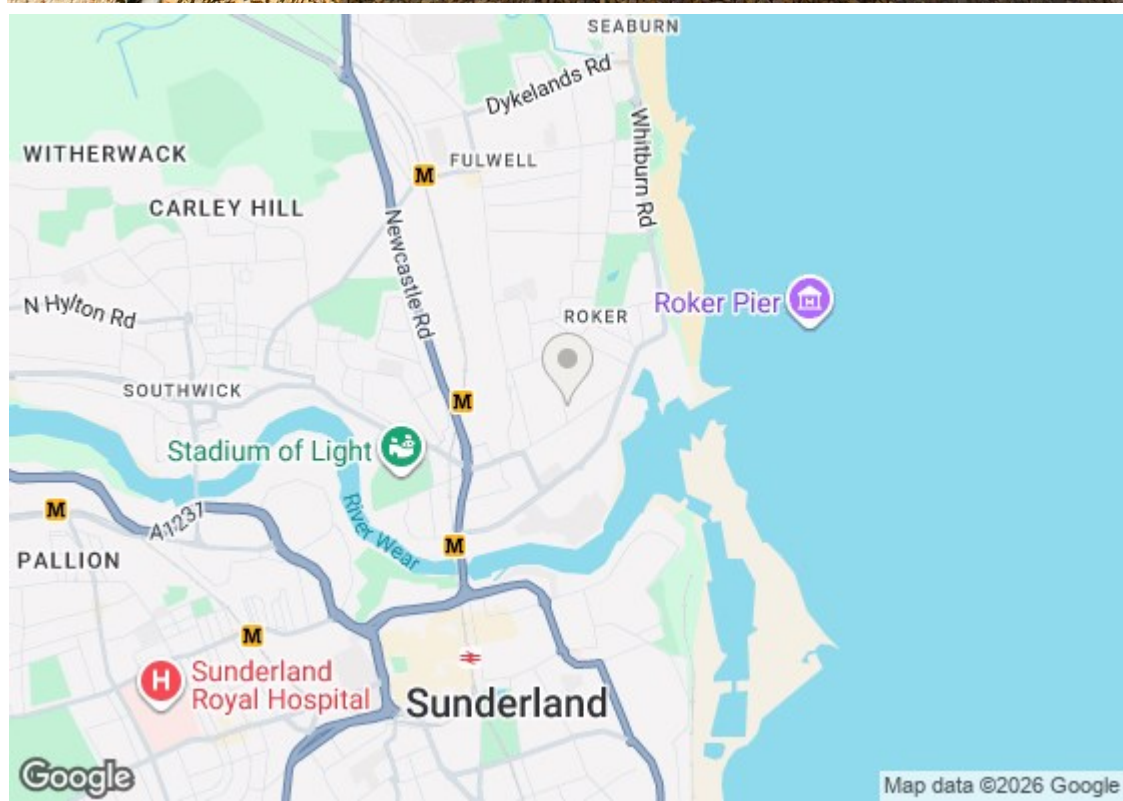 SEABURN
Dykelands Rd
WITHERWACK
FULWELL
M
Whitburn Rd
CARLEY HILL
Newcastle Rd
N Hylton Rd
Roker Pier
ROKER
SOUTHWICK
M
Stadium of Light
River Wear
M
A1231
M
PALLION
M
H
Sunderland
Royal Hospital
Sunderland
Google
Map data ©2026 Google